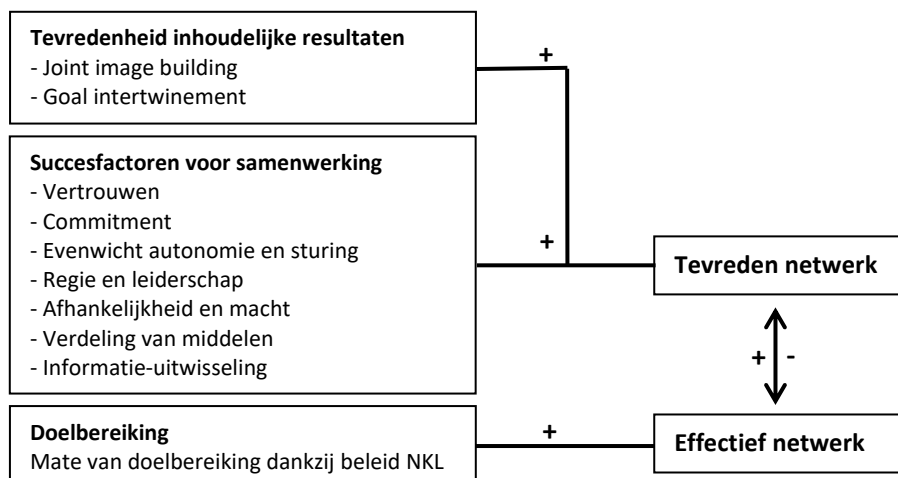 Tevredenheid inhoudelijke resultaten
- Joint image building
- Goal intertwinement
+
Succesfactoren voor samenwerking
- Vertrouwen
- Commitment
- Evenwicht autonomie en sturing
- Regie en leiderschap
- Afhankelijkheid en macht
- Verdeling van middelen
- Informatie-uitwisseling
+
Tevreden netwerk
+ -
Doelbereiking
Mate van doelbereiking dankzij beleid NKL
+
Effectief netwerk